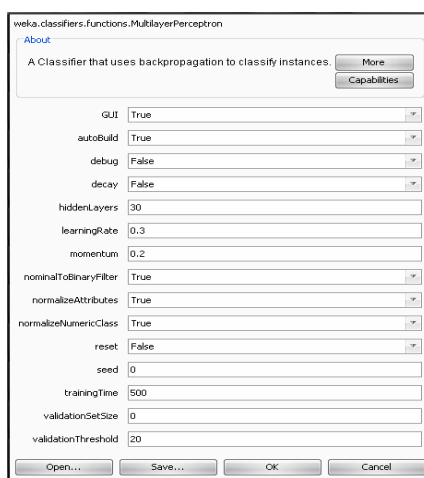 weka.classifiers.functions.MultilayerPerceptron
About
A Classifier that uses backpropagation to classify instances. More
Capabilities
GUI True
autoBuild True
debug False
decay False
hiddenLayers 30
learningRate 0.3
momentum 0.2
nominalToBinaryFilter True
normalizeAttributes True
normalizeNumericClass True
reset False
seed 0
trainingTime 500
validationSetSize 0
validationThreshold 20
Open... Save... OK Cancel